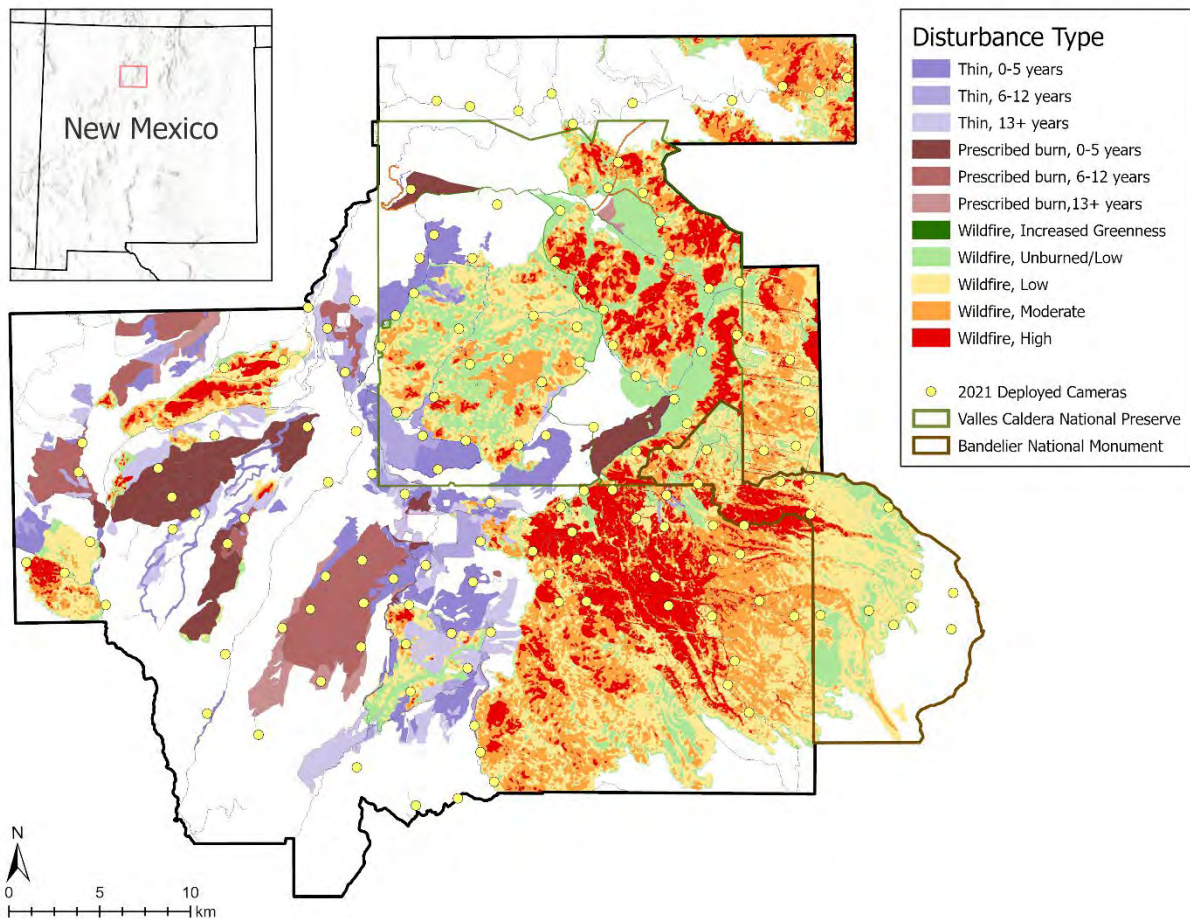 New Mexico
Disturbance Type
Thin, 0-5 years
Thin, 6-12 years
Thin, 13+ years
Prescribed burn, 0-5 years
Prescribed burn, 6-12 years
Prescribed burn,13+ years
Wildfire, Increased Greenness
Wildfire, Unburned/Low
Wildfire, Low
Wildfire, Moderate
Wildfire, High
2021 Deployed Cameras
Valles Caldera National Preserve
Bandelier National Monument
N
0 5 10
km